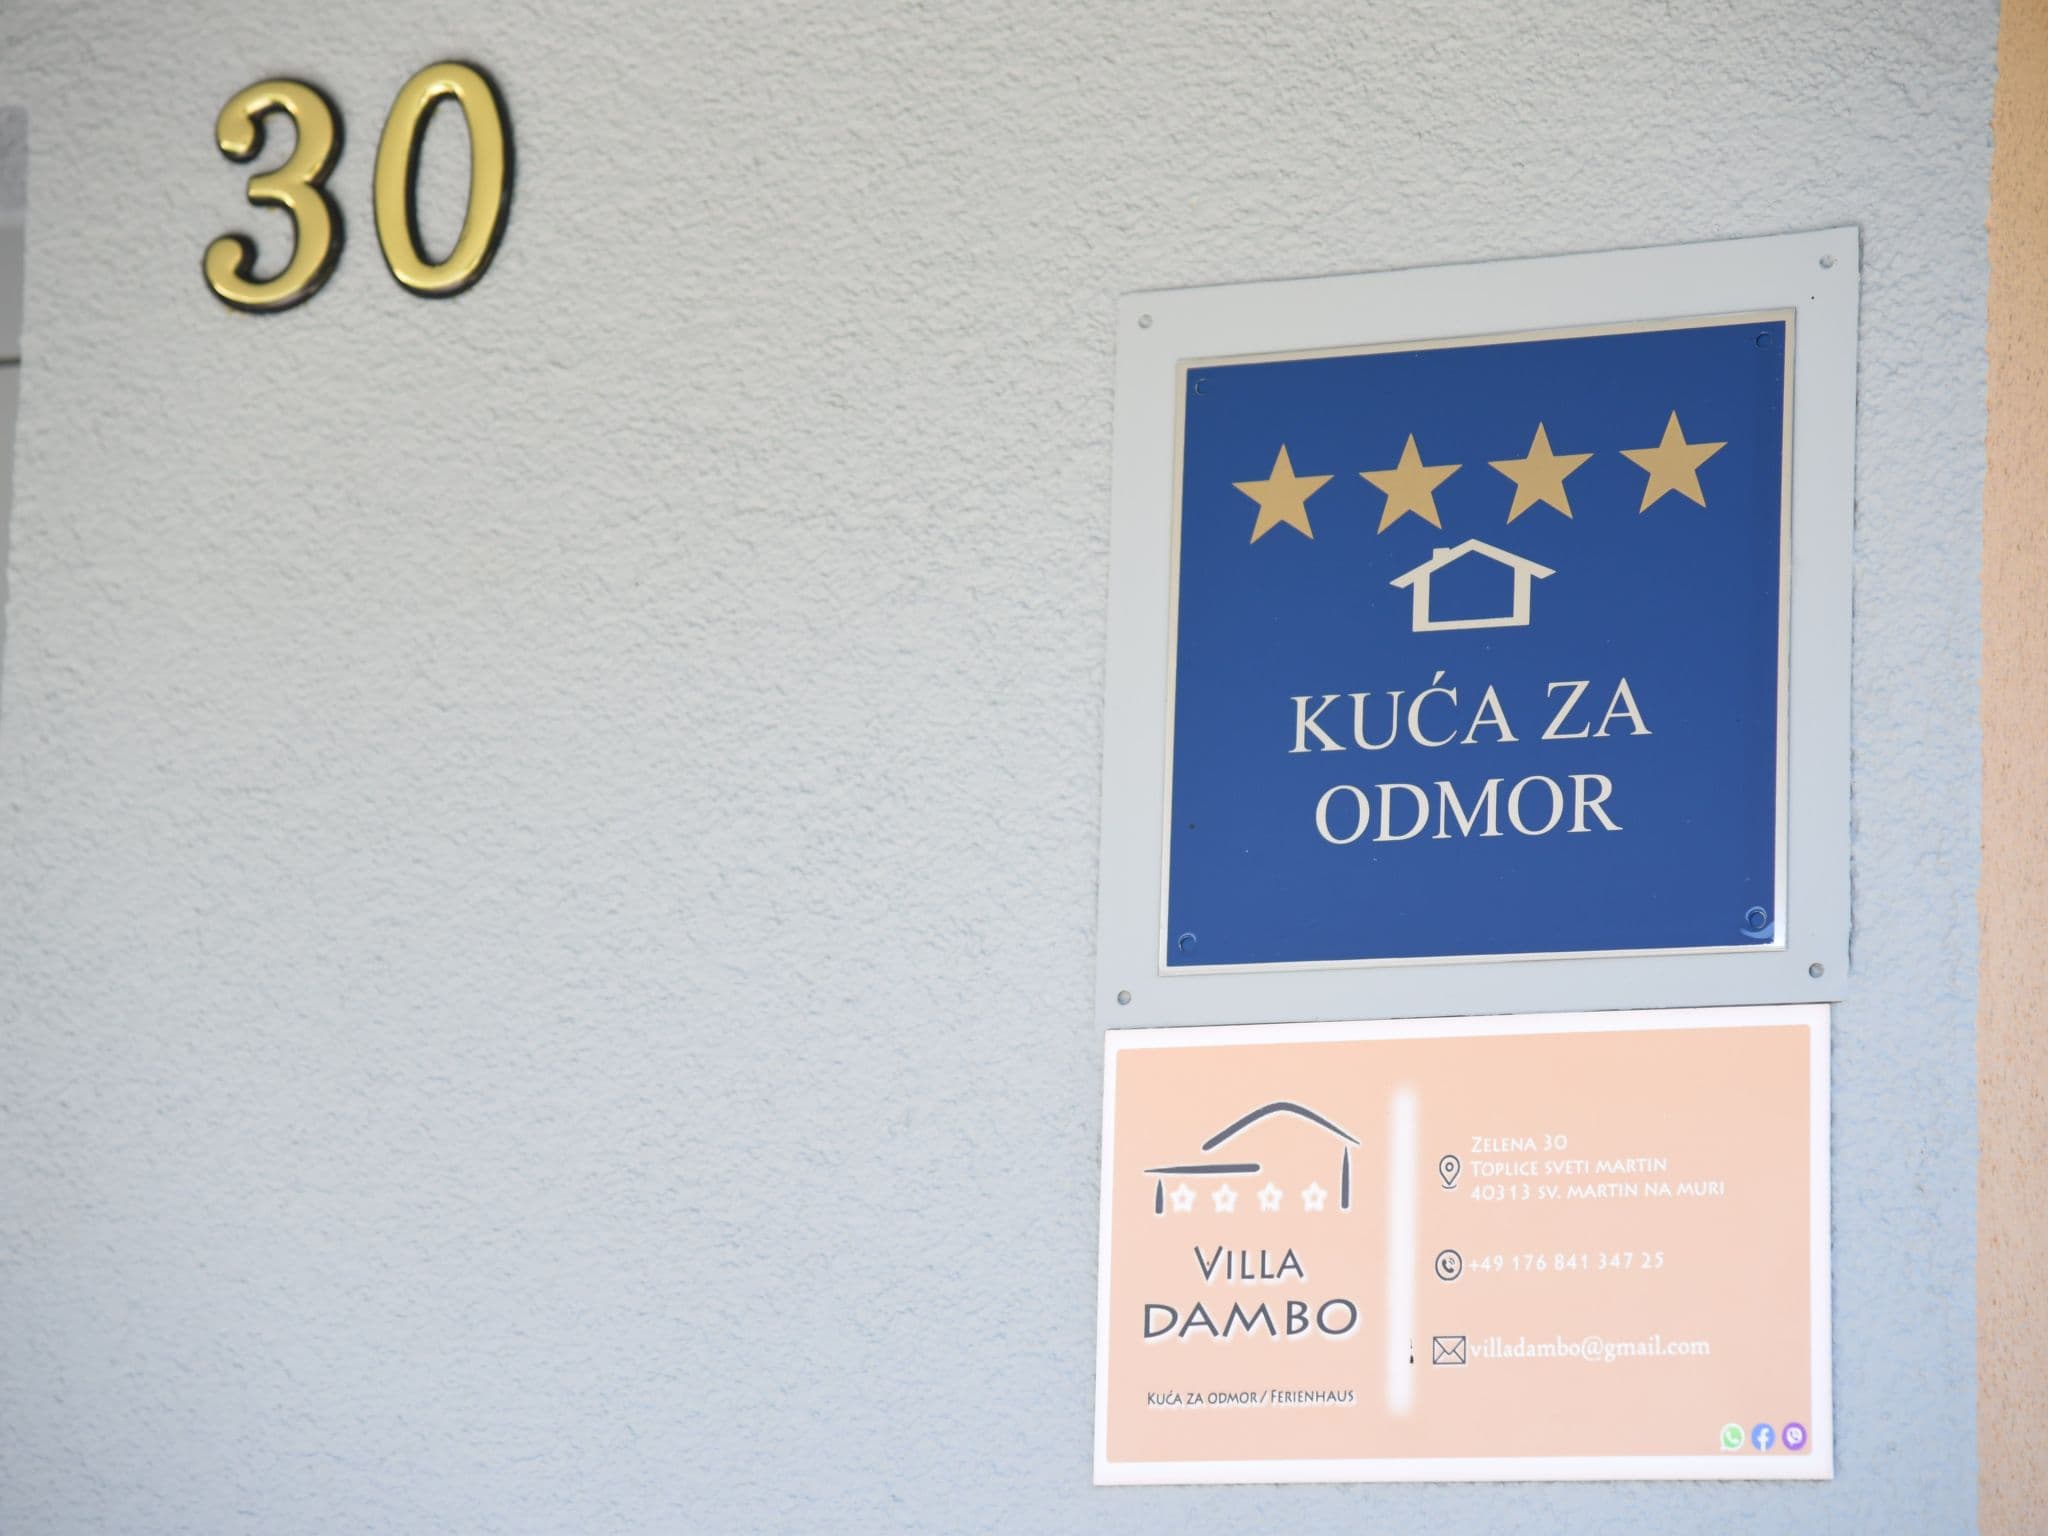 30
KUĆA ZA
ODMOR
VILLA
DAMBO
KUĆA ZA ODMOR / FERIENHAUS
ZELENA 30
TOPLICE SVETI MARTIN
40313 SV. MARTIN NA MURI
+49 176 841 347 25
villadambo@gmail.com